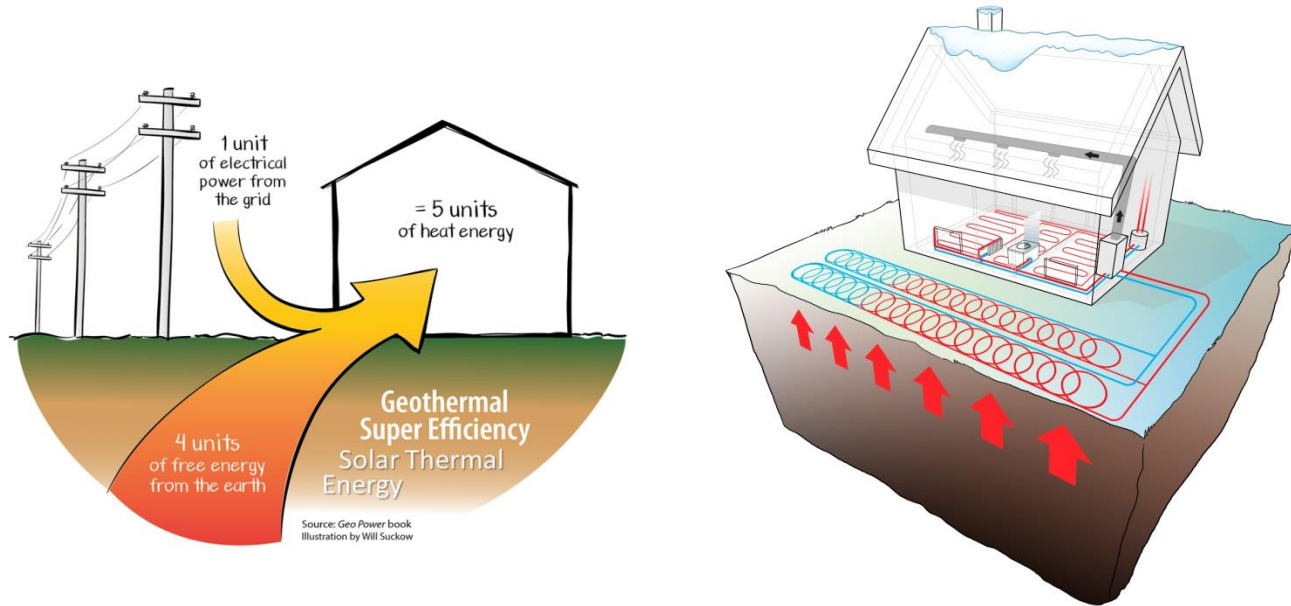 1 unit
of electrical
power from
the grid
= 5 units
of heat energy
4 units
of free energy
from the earth
Geothermal
Super Efficiency
Solar Thermal
Energy
Source: Geo Power book
Illustration by Will Suckow